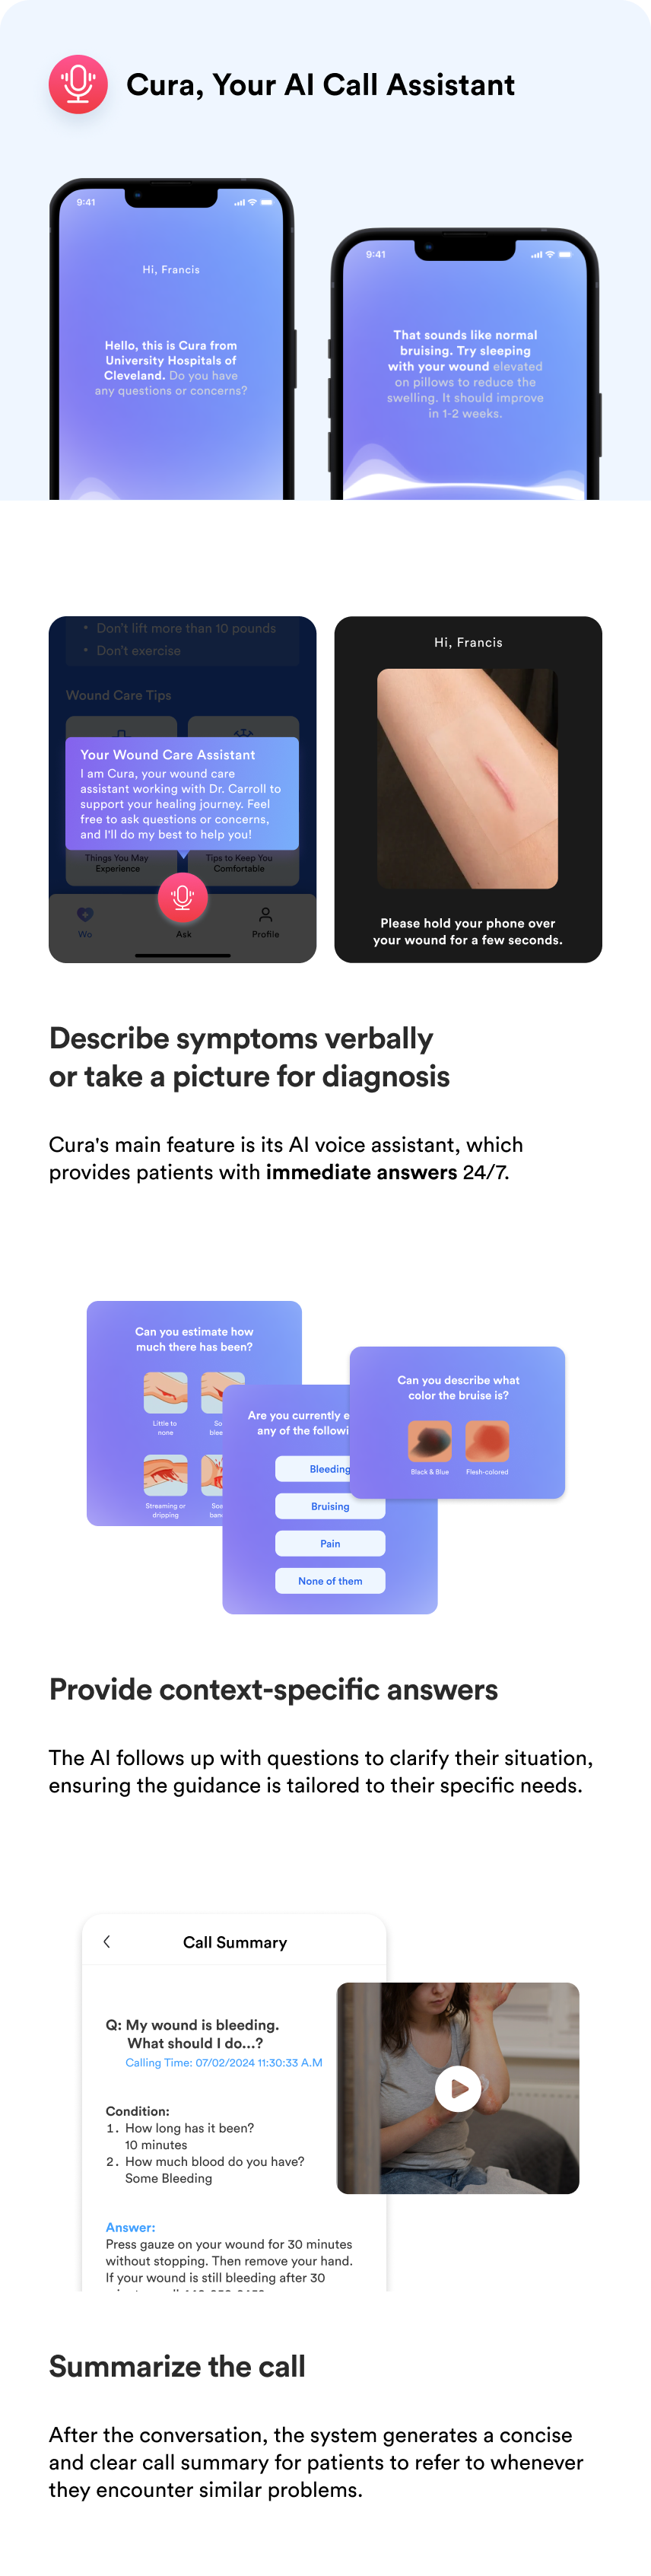 Cura, Your AI Call Assistant
9:41
Hi, Francis
Hello, this is Cura from
University Hospitals of
Cleveland. Do you have
any questions or concerns?
9:41
That sounds like normal
bruising. Try sleeping
with your wound elevated
on pillows to reduce the
swelling. It should improve
in 1-2 weeks.
• Don't lift more than 10 pounds
• Don't exercise
Wound Care Tips
Your Wound Care Assistant
I am Cura, your wound care
assistant working with Dr. Carroll to
support your healing journey. Feel
free to ask questions or concerns,
and I'll do my best to help you!
Things You May
Experience
Tips to Keep You
Comfortable
Wo
Ask
Profile
Hi, Francis
Please hold your phone over
your wound for a few seconds.
Describe symptoms verbally
or take a picture for diagnosis
Cura's main feature is its AI voice assistant, which
provides patients with immediate answers 24/7.
Can you estimate how
much there has been?
Little to
none
So
blee
Streaming or
dripping
Soa
ban
Are you currently e
any of the followi
Bleeding
Bruising
Pain
None of them
Can you describe what
color the bruise is?
Black & Blue
Flesh-colored
Provide context-specific answers
The AI follows up with questions to clarify their situation,
ensuring the guidance is tailored to their specific needs.
Call Summary
Q: My wound is bleeding.
What should I do...?
Calling Time: 07/02/2024 11:30:33 A.M
Condition:
1. How long has it been?
10 minutes
2. How much blood do you have?
Some Bleeding
Answer:
Press gauze on your wound for 30 minutes
without stopping. Then remove your hand.
If your wound is still bleeding after 30
Summarize the call
After the conversation, the system generates a concise
and clear call summary for patients to refer to whenever
they encounter similar problems.